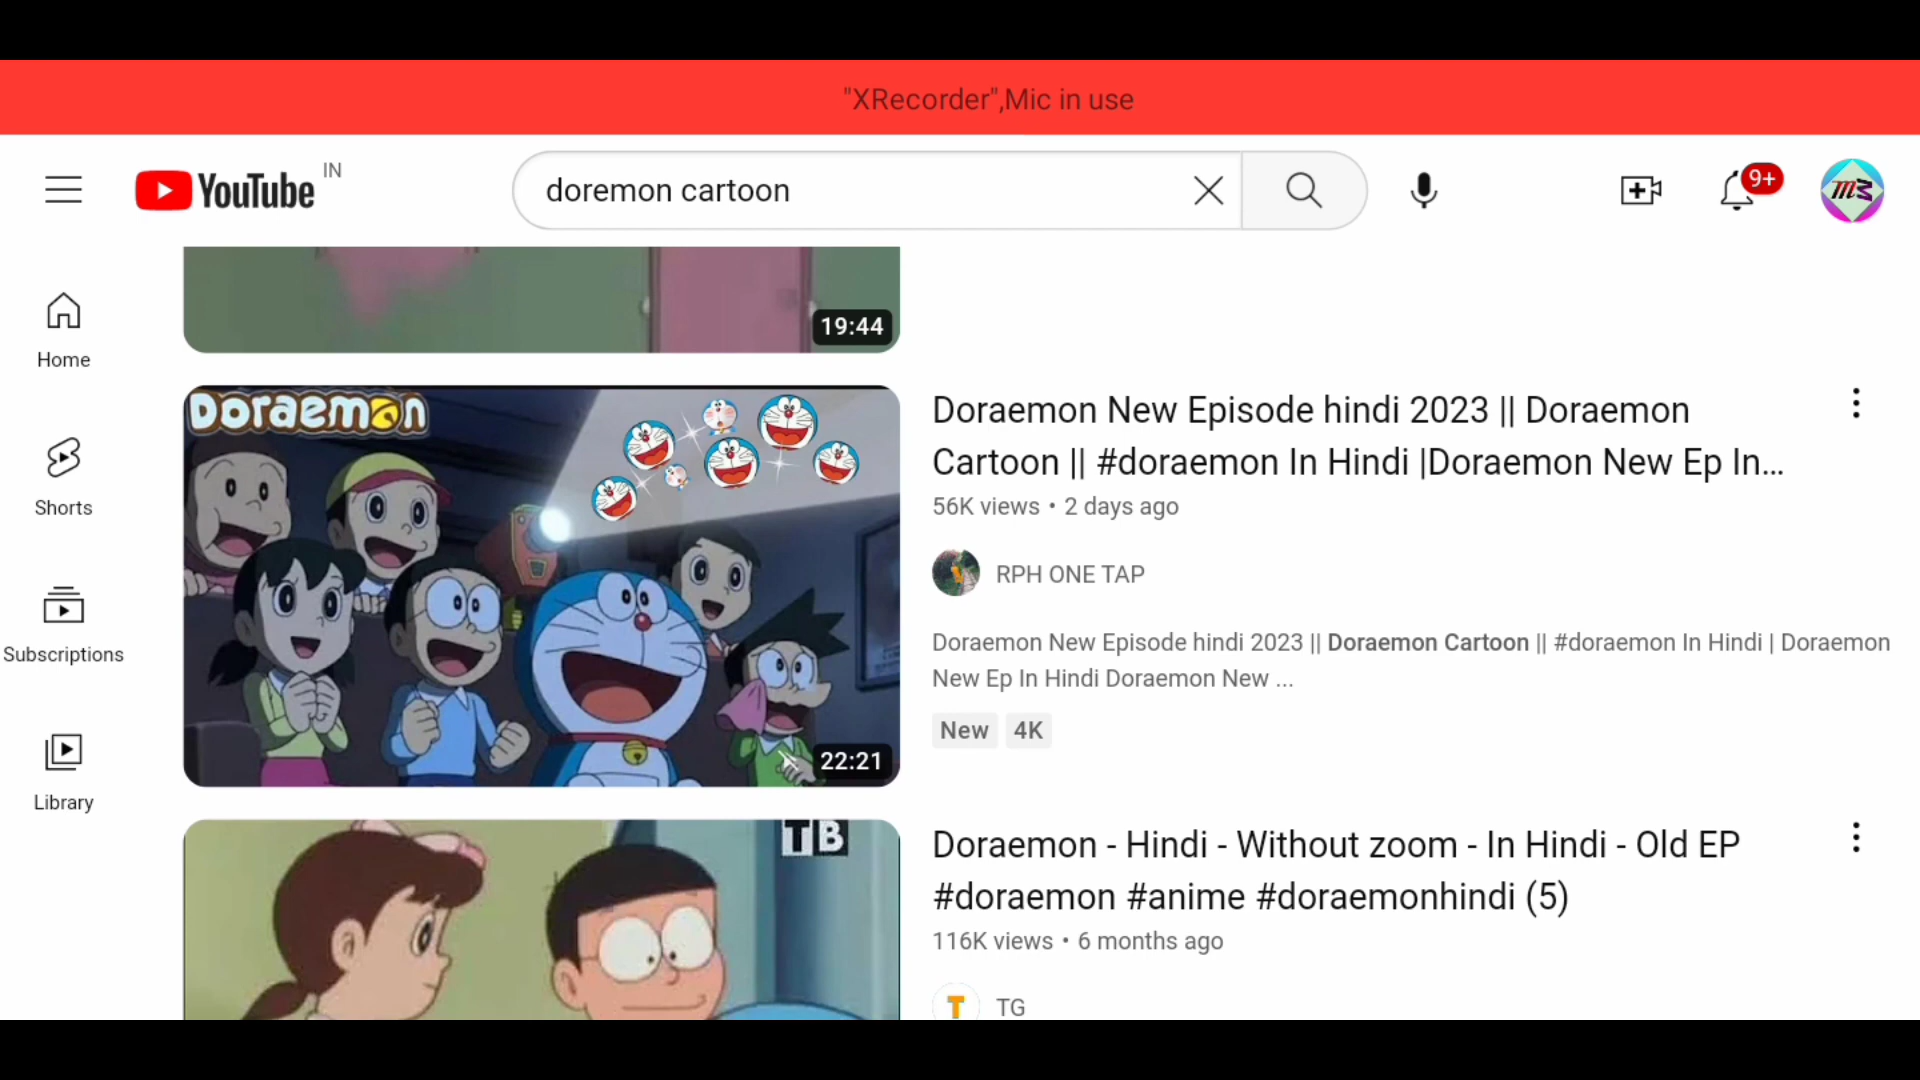 "XRecorder",Mic in use
YouTube IN
doremon cartoon
9+
Home
Shorts
Subscriptions
Library
19:44
Doraemon
22:21
Doraemon New Episode hindi 2023 || Doraemon
Cartoon || #doraemon In Hindi |Doraemon New Ep In...
56K views • 2 days ago
RPH ONE TAP
Doraemon New Episode hindi 2023 || Doraemon Cartoon || #doraemon In Hindi | Doraemon
New Ep In Hindi Doraemon New ...
New 4K
TB
Doraemon - Hindi - Without zoom - In Hindi - Old EP
#doraemon #anime #doraemonhindi (5)
116K views • 6 months ago
T TG